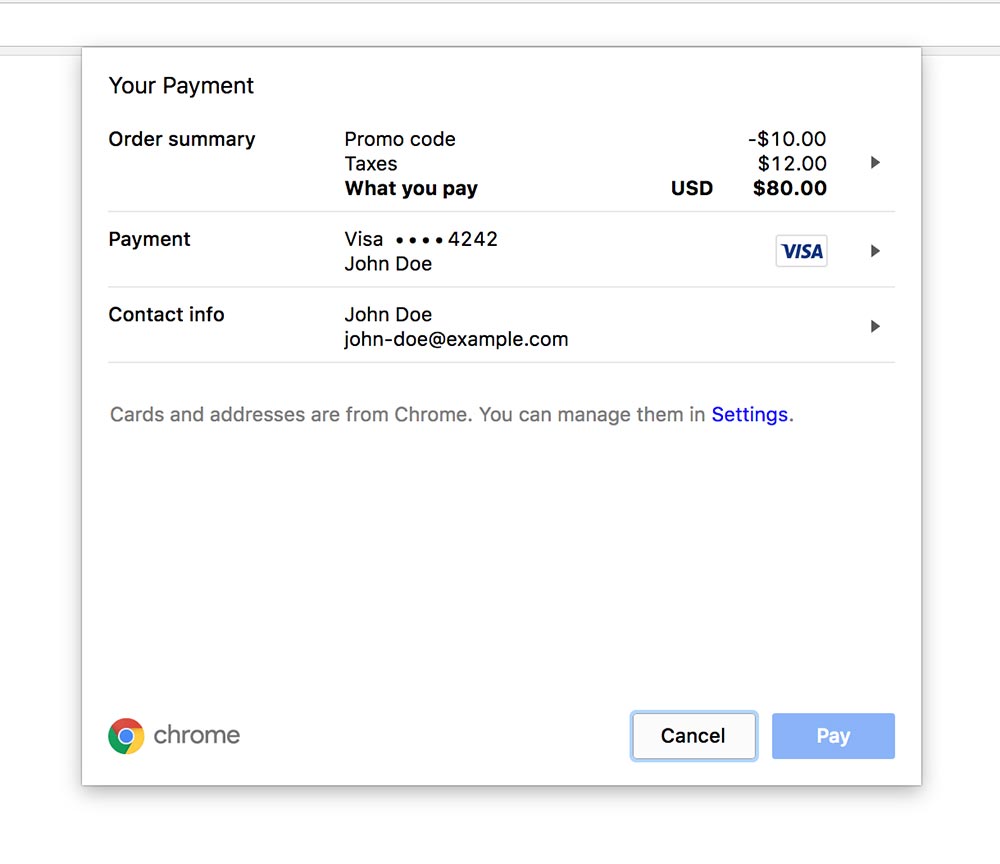 Your Payment
Order summary Promo code -$10.00
Taxes $12.00
What you pay USD $80.00
Payment Visa •••• 4242
John Doe VISA
Contact info John Doe
john-doe@example.com
Cards and addresses are from Chrome. You can manage them in Settings.
chrome Cancel Pay